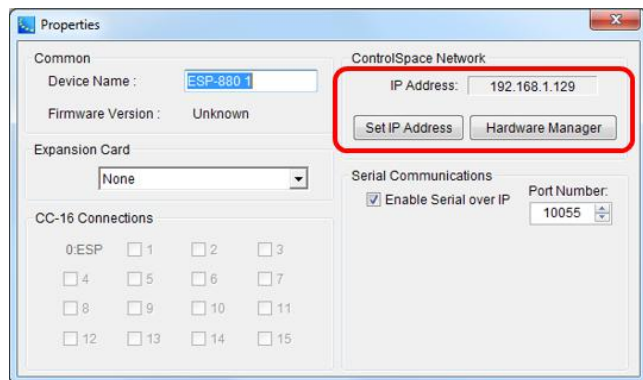 Properties
Common
Device Name :
ESP-880 1
Firmware Version :
Unknown
Expansion Card
None
CC-16 Connections
0:ESP
1
2
3
4
5
6
7
8
9
10
11
12
13
14
15
ControlSpace Network
IP Address:
192.168.1.129
Set IP Address
Hardware Manager
Serial Communications
Enable Serial over IP
Port Number:
10055